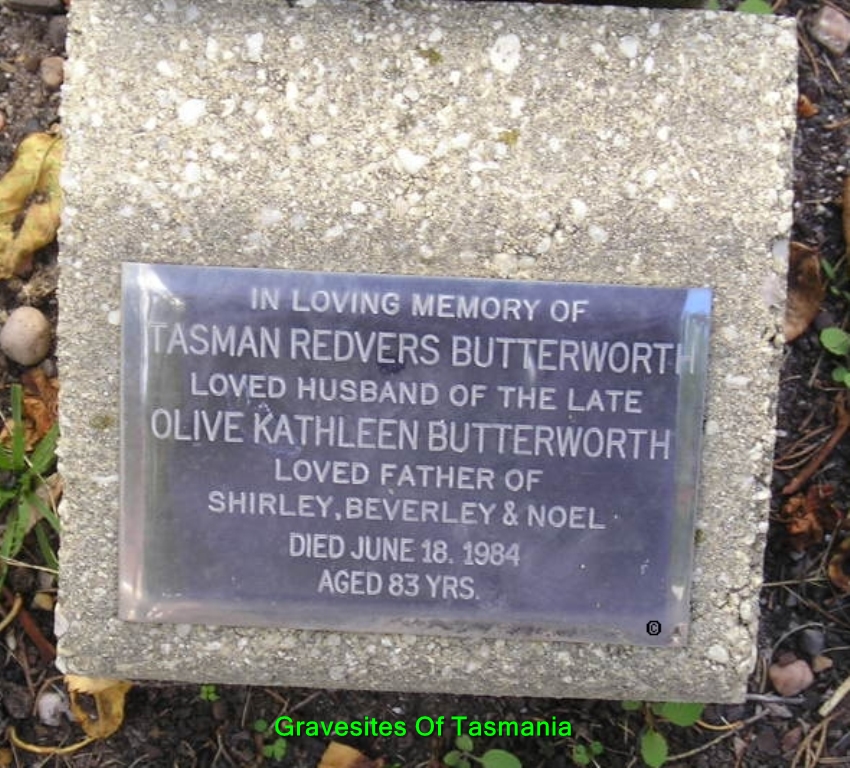 IN LOVING MEMORY OF
TASMAN REDVERS BUTTERWORTH
LOVED HUSBAND OF THE LATE
OLIVE KATHLEEN BUTTERWORTH
LOVED FATHER OF
SHIRLEY, BEVERLEY & NOEL
DIED JUNE 18. 1984
AGED 83 YRS.
©
Gravesites Of Tasmania